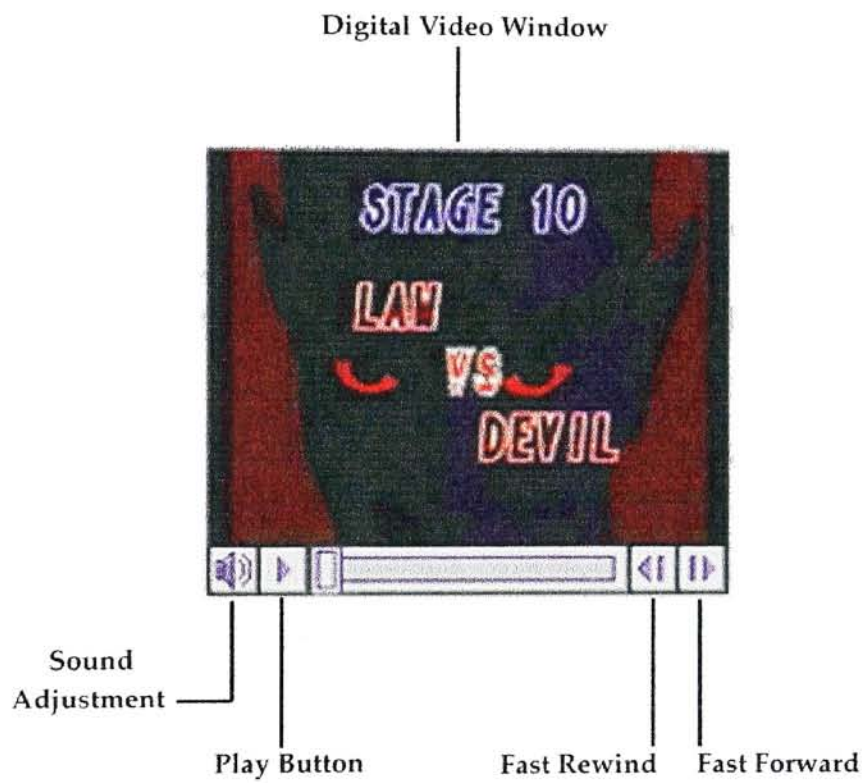 Digital Video Window
STAGE 10
LAW
VS
DEVIL
Sound
Adjustment
Play Button
Fast Rewind
Fast Forward